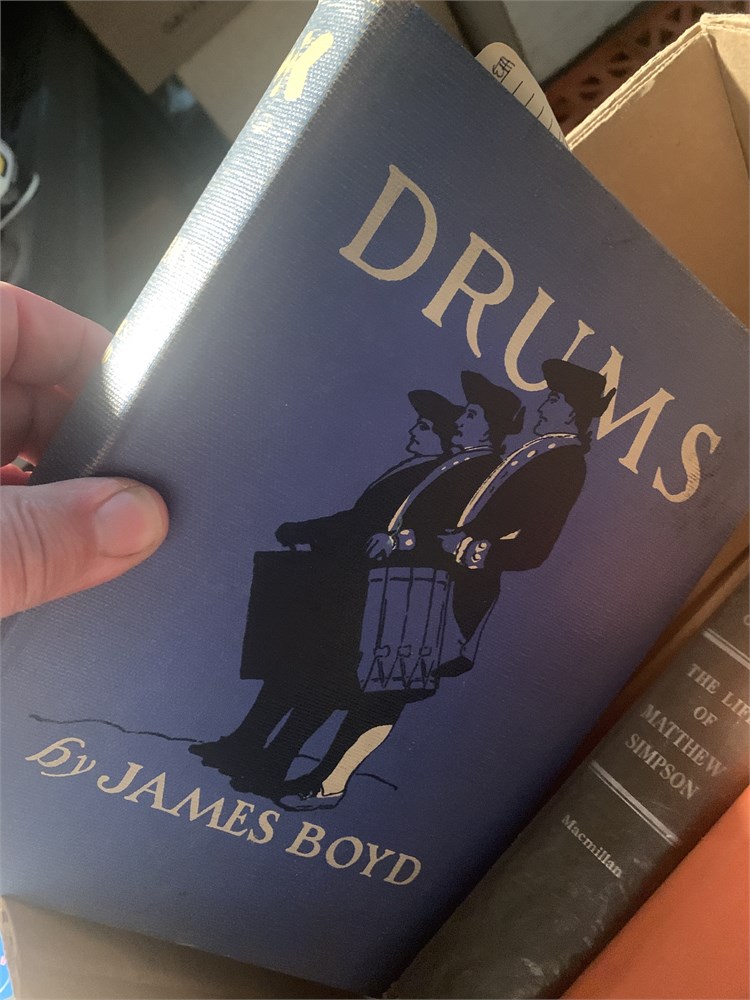 DRUMS
by JAMES BOYD
THE LIFE
OF
MATTHEW
SIMPSON
Macmillan